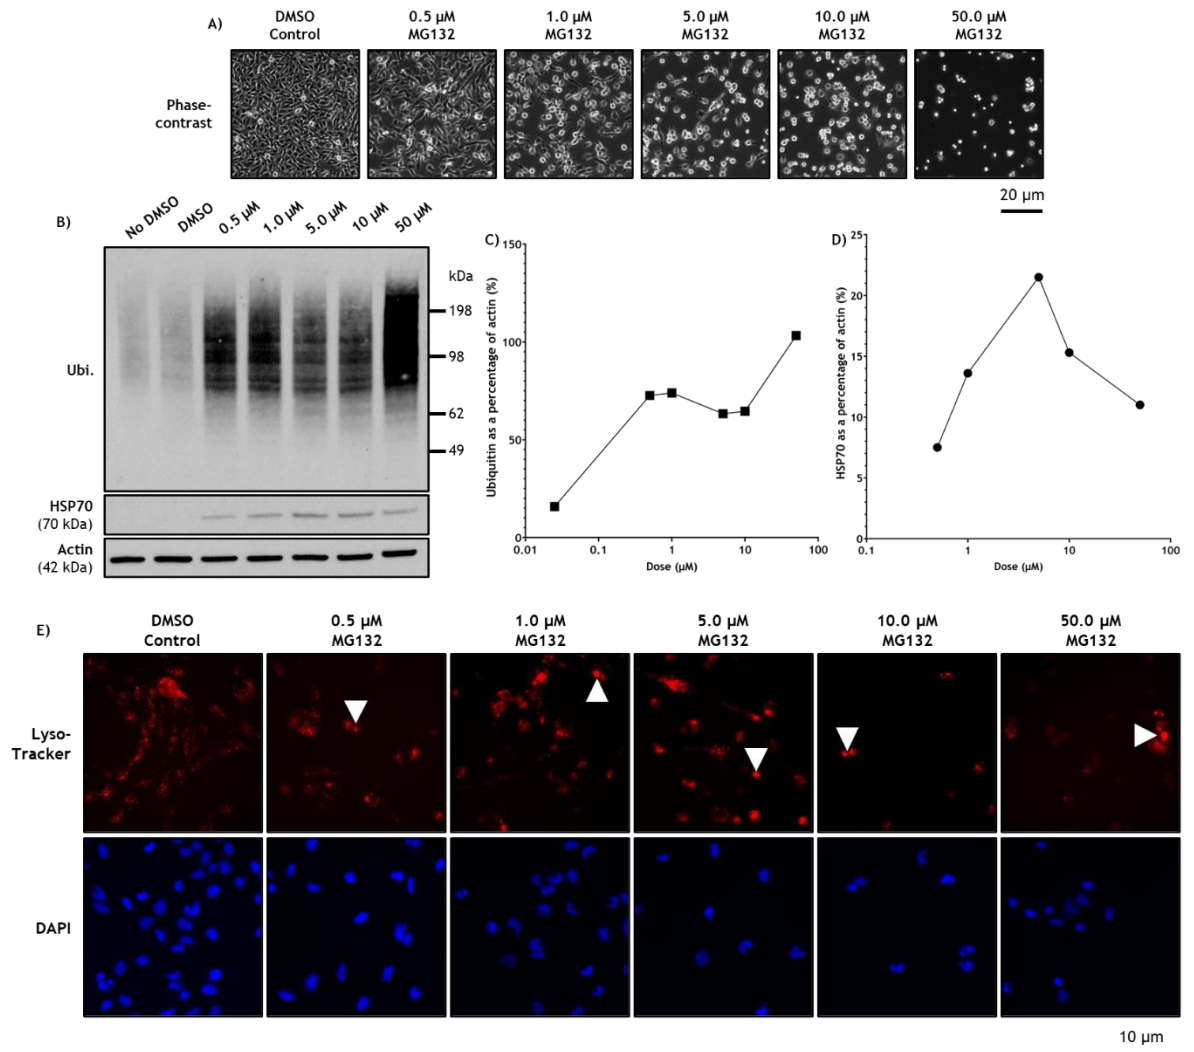 A)
DMSO
Control
0.5 µM
MG132
1.0 µM
MG132
5.0 µM
MG132
10.0 µM
MG132
50.0 µM
MG132
Phase-
contrast
20 µm
B)
No DMSO
DMSO
0.5 µM
1.0 µM
5.0 µM
10 µM
50 µM
kDa
198
98
62
49
Ubi.
HSP70
(70 kDa)
Actin
(42 kDa)
C)
Ubiquitin as a percentage of actin (%)
150
100
50
0
0.01
0.1
1
10
100
Dose (µM)
D)
HSP70 as a percentage of actin (%)
25
20
15
10
5
0
0.1
1
10
100
Dose (µM)
E)
DMSO
Control
0.5 µM
MG132
1.0 µM
MG132
5.0 µM
MG132
10.0 µM
MG132
50.0 µM
MG132
Lyso-
Tracker
DAPI
10 µm